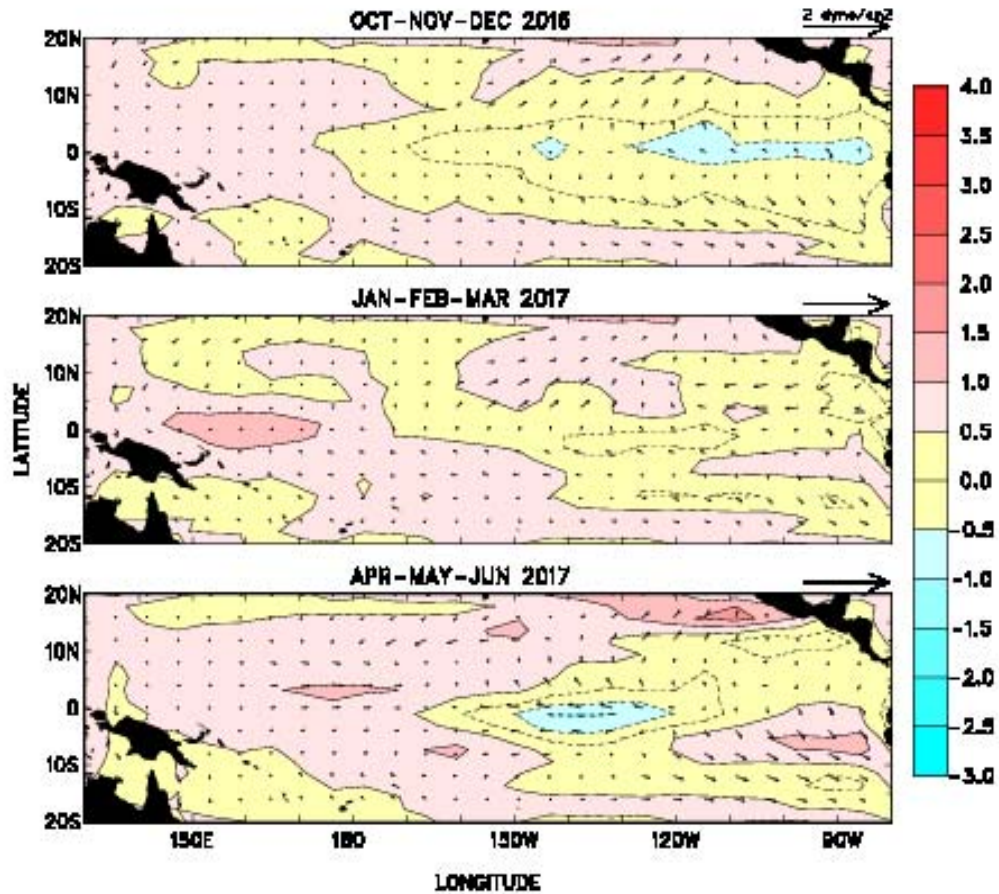 OCT-NOV-DEC 2016
2 dyne/cm2
20N
10N
0
10S
20S
JAN-FEB-MAR 2017
20N
10N
0
10S
20S
APR-MAY-JUN 2017
20N
10N
0
10S
20S
LATITUDE
150E 180 150W 120W 90W
LONGITUDE
4.0
3.5
3.0
2.5
2.0
1.5
1.0
0.5
0.0
-0.5
-1.0
-1.5
-2.0
-2.5
-3.0